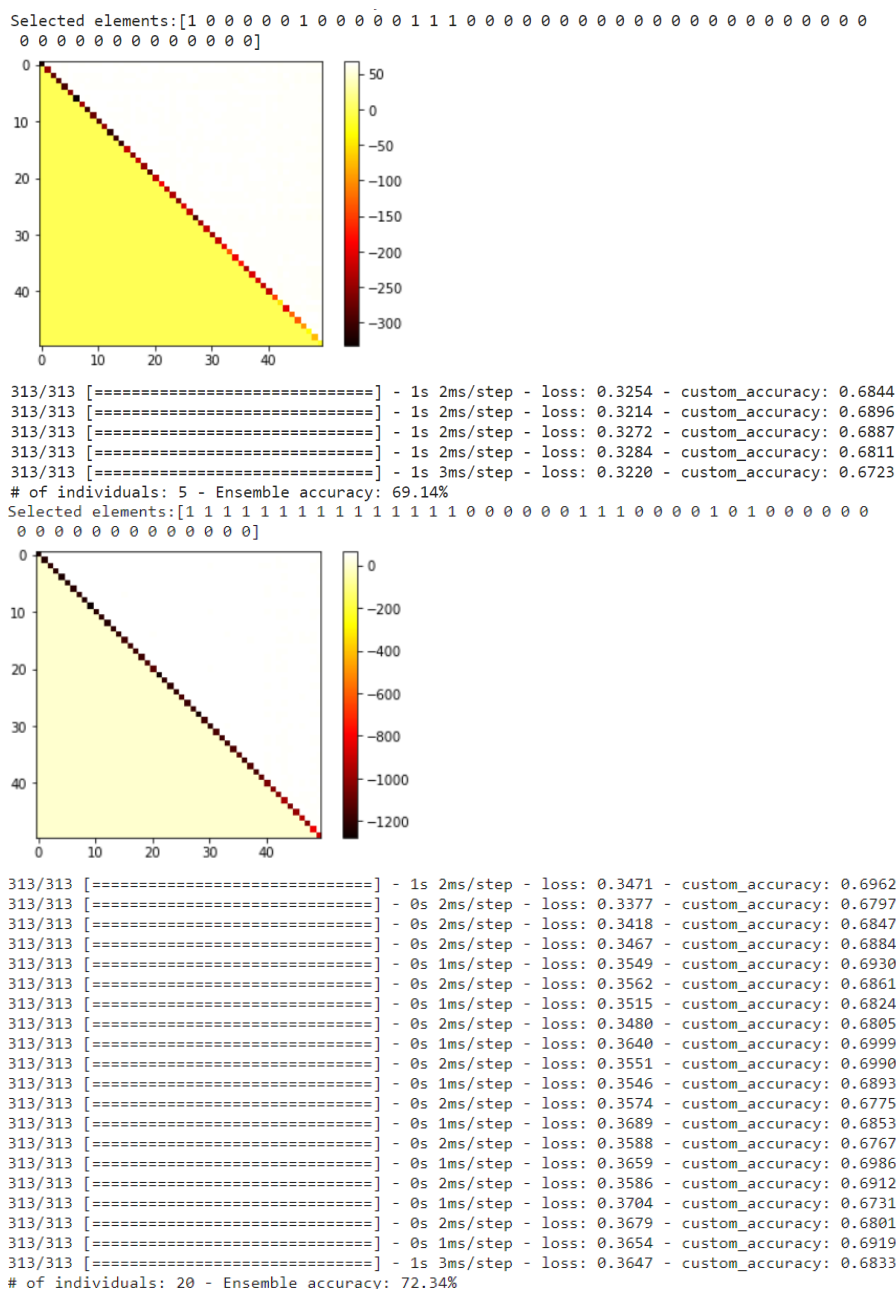 Selected elements:[1 0 0 0 0 0 1 0 0 0 0 0 1 1 1 0 0 0 0 0 0 0 0 0 0 0 0 0 0 0 0 0 0 0 0 0 0
0 0 0 0 0 0 0 0 0 0 0 0 0]
0
10
20
30
40
0 10 20 30 40
50
0
−50
−100
−150
−200
−250
−300
313/313 [==============================] - 1s 2ms/step - loss: 0.3254 - custom_accuracy: 0.6844
313/313 [==============================] - 1s 2ms/step - loss: 0.3214 - custom_accuracy: 0.6896
313/313 [==============================] - 1s 2ms/step - loss: 0.3272 - custom_accuracy: 0.6887
313/313 [==============================] - 1s 2ms/step - loss: 0.3284 - custom_accuracy: 0.6811
313/313 [==============================] - 1s 3ms/step - loss: 0.3220 - custom_accuracy: 0.6723
# of individuals: 5 - Ensemble accuracy: 69.14%
Selected elements:[1 1 1 1 1 1 1 1 1 1 1 1 1 1 1 0 0 0 0 0 0 1 1 1 0 0 0 0 1 0 1 0 0 0 0 0 0
0 0 0 0 0 0 0 0 0 0 0 0 0]
0
10
20
30
40
0 10 20 30 40
0
−200
−400
−600
−800
−1000
−1200
313/313 [==============================] - 1s 2ms/step - loss: 0.3471 - custom_accuracy: 0.6962
313/313 [==============================] - 0s 2ms/step - loss: 0.3377 - custom_accuracy: 0.6797
313/313 [==============================] - 0s 2ms/step - loss: 0.3418 - custom_accuracy: 0.6847
313/313 [==============================] - 0s 2ms/step - loss: 0.3467 - custom_accuracy: 0.6884
313/313 [==============================] - 0s 1ms/step - loss: 0.3549 - custom_accuracy: 0.6930
313/313 [==============================] - 0s 2ms/step - loss: 0.3562 - custom_accuracy: 0.6861
313/313 [==============================] - 0s 1ms/step - loss: 0.3515 - custom_accuracy: 0.6824
313/313 [==============================] - 0s 2ms/step - loss: 0.3480 - custom_accuracy: 0.6805
313/313 [==============================] - 0s 1ms/step - loss: 0.3640 - custom_accuracy: 0.6999
313/313 [==============================] - 0s 2ms/step - loss: 0.3551 - custom_accuracy: 0.6990
313/313 [==============================] - 0s 1ms/step - loss: 0.3546 - custom_accuracy: 0.6893
313/313 [==============================] - 0s 2ms/step - loss: 0.3574 - custom_accuracy: 0.6775
313/313 [==============================] - 0s 1ms/step - loss: 0.3689 - custom_accuracy: 0.6853
313/313 [==============================] - 0s 2ms/step - loss: 0.3588 - custom_accuracy: 0.6767
313/313 [==============================] - 0s 1ms/step - loss: 0.3659 - custom_accuracy: 0.6986
313/313 [==============================] - 0s 2ms/step - loss: 0.3586 - custom_accuracy: 0.6912
313/313 [==============================] - 0s 1ms/step - loss: 0.3704 - custom_accuracy: 0.6731
313/313 [==============================] - 0s 2ms/step - loss: 0.3679 - custom_accuracy: 0.6801
313/313 [==============================] - 0s 1ms/step - loss: 0.3654 - custom_accuracy: 0.6919
313/313 [==============================] - 1s 3ms/step - loss: 0.3647 - custom_accuracy: 0.6833
# of individuals: 20 - Ensemble accuracy: 72.34%